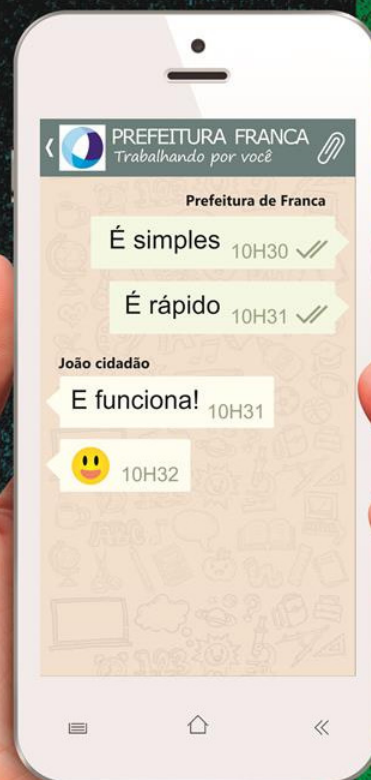 PREFEITURA FRANCA
Trabalhando por você
Prefeitura de Franca
É simples 10H30
É rápido 10H31
João cidadão
E funciona! 10H31
10H32